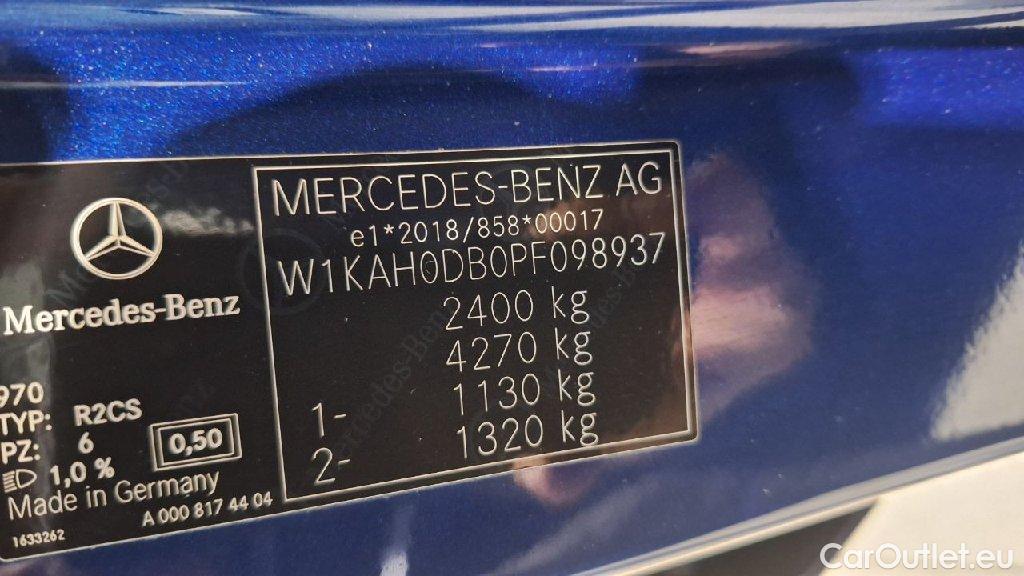 Mercedes-Benz
970
TYP: R2CS
PZ: 6
0,50
1,0 %
Made in Germany
A 000 817 44 04
1633262
MERCEDES-BENZ AG
e1*2018/858*00017
W1KAH0DB0PF098937
2400 kg
4270 kg
1- 1130 kg
2- 1320 kg
CarOutlet.eu